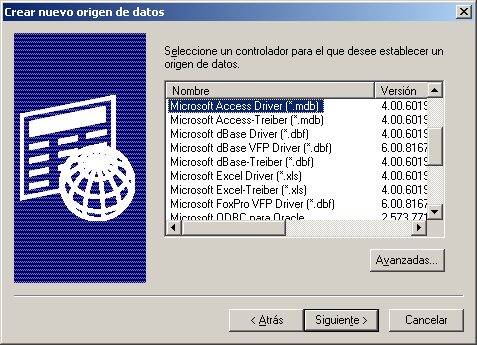 Crear nuevo origen de datos
Seleccione un controlador para el que desee establecer un
origen de datos.
Nombre Versión
Microsoft Access Driver (*.mdb) 4.00.6019
Microsoft Access-Treiber (*.mdb) 4.00.6019
Microsoft dBase Driver (*.dbf) 4.00.6019
Microsoft dBase VFP Driver (*.dbf) 6.00.8167
Microsoft dBase-Treiber (*.dbf) 4.00.6019
Microsoft Excel Driver (*.xls) 4.00.6019
Microsoft Excel-Treiber (*.xls) 4.00.6019
Microsoft FoxPro VFP Driver (*.dbf) 6.00.8167
Microsoft ODBC para Oracle 2.573.771
Avanzadas...
< Atrás Siguiente > Cancelar